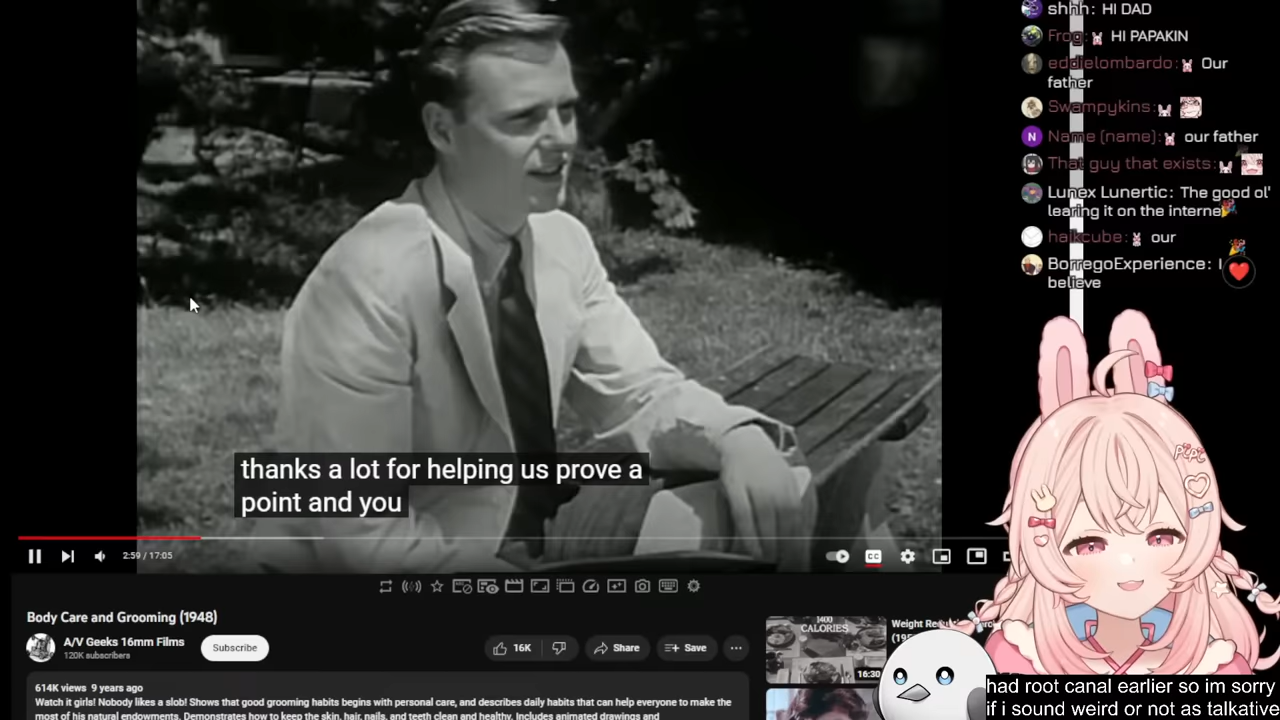 shhh: HI DAD
Frog: HI PAPAKIN
eddielombardo: Our
father
Swampykins:
N Name (name): our father
That guy that exists:
Lunex Lunertic: The good ol'
learing it on the interne
haikcube: our
BorregoExperience: I
believe
thanks a lot for helping us prove a
point and you
2:59 / 17:05
CC
Body Care and Grooming (1948)
A/V Geeks 16mm Films
120K subscribers
Subscribe
16K
Share
Save
1400
CALORIES
16:30
614K views 9 years ago
Watch it girls! Nobody likes a slob! Shows that good grooming habits begins with personal care, and describes daily habits that can help everyone to make the
most of his natural endowments. Demonstrates how to keep the skin, hair, nails, and teeth clean and healthy. Includes animated drawings and
PiPi
had root canal earlier so im sorry
if i sound weird or not as talkative